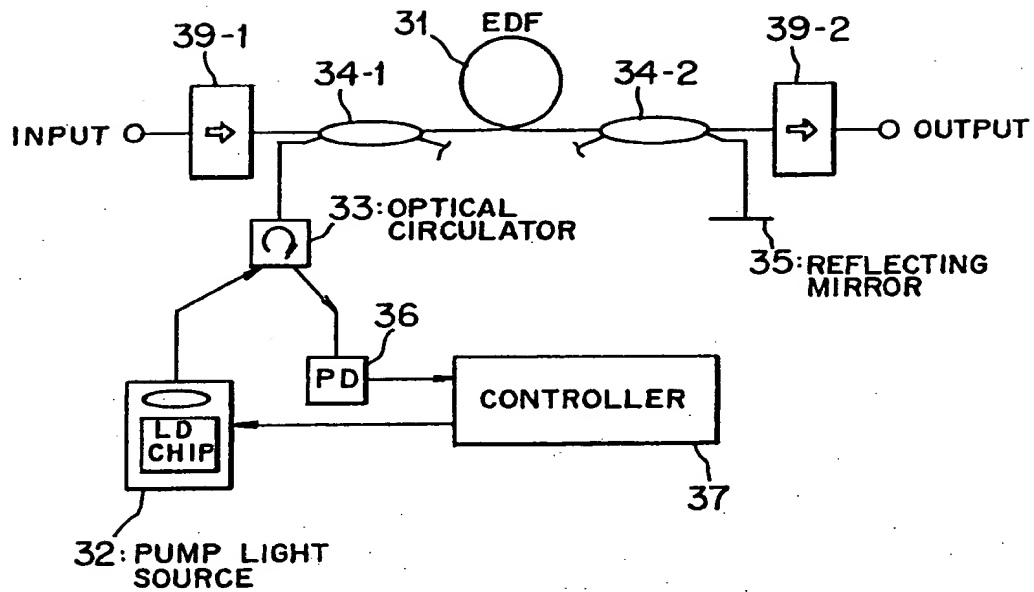 39-1
34-1
31
EDF
34-2
39-2
INPUT
OUTPUT
33:OPTICAL
CIRCULATOR
35:REFLECTING
MIRROR
36
PD
CONTROLLER
LD
CHIP
37
32:PUMP LIGHT
SOURCE